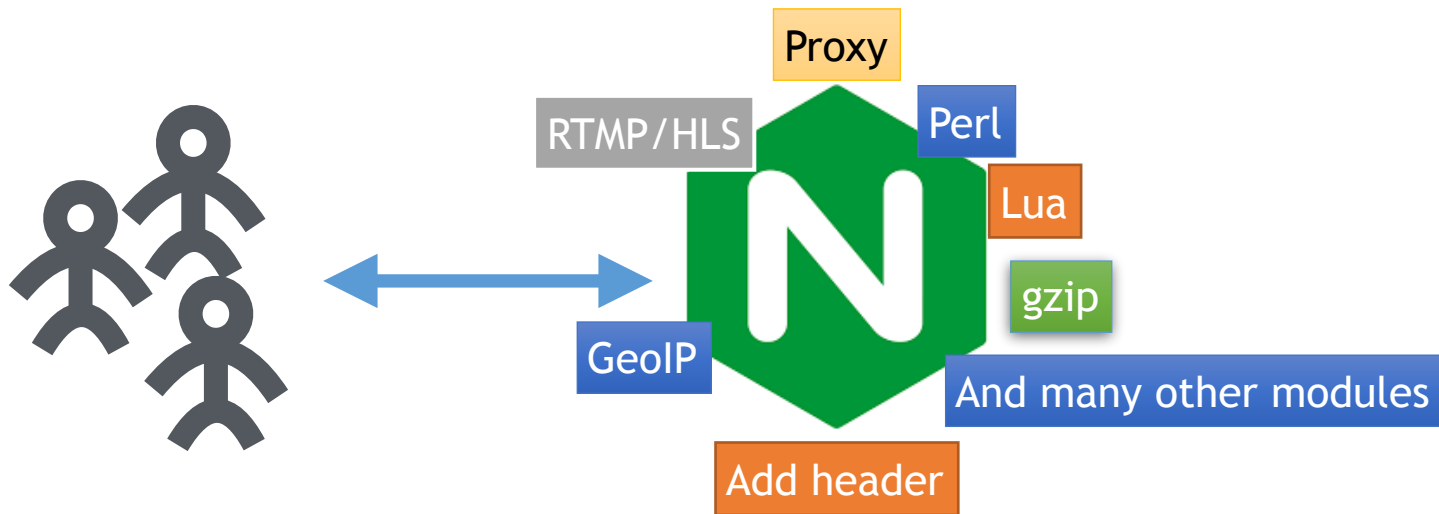 Proxy
RTMP/HLS
Perl
Lua
gzip
GeoIP
And many other modules
Add header